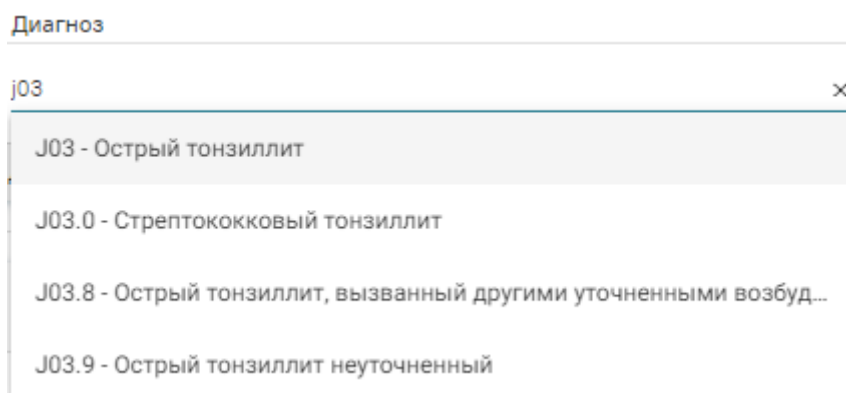 Диагноз
j03
J03 - Острый тонзиллит
J03.0 - Стрептококковый тонзиллит
J03.8 - Острый тонзиллит, вызванный другими уточненными возбуд...
J03.9 - Острый тонзиллит неуточненный